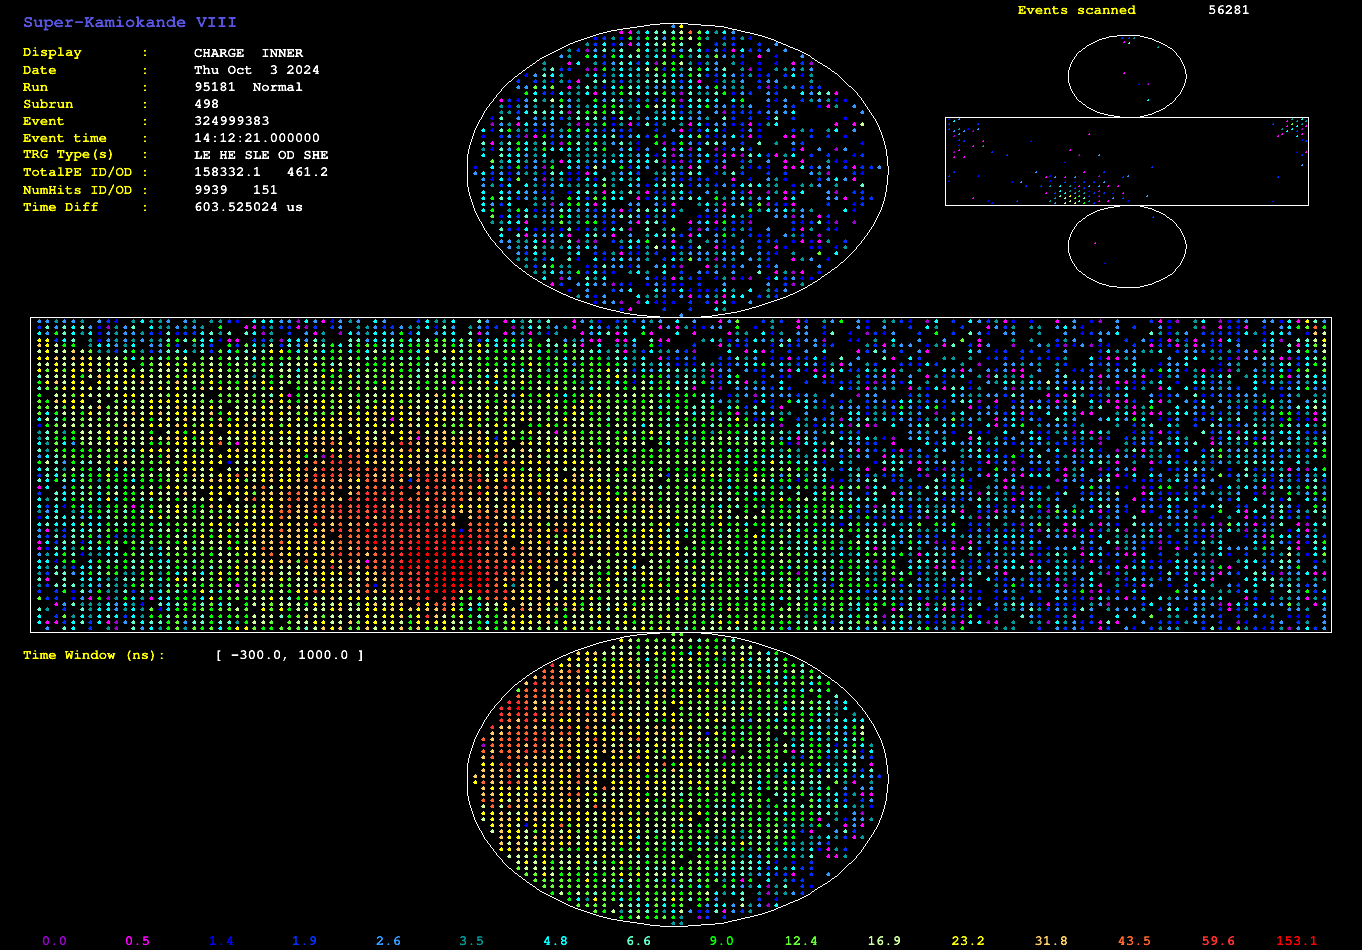 Super-Kamiokande VIII
Events scanned 56281
Display : CHARGE INNER
Date : Thu Oct 3 2024
Run : 95181 Normal
Subrun : 498
Event : 324999383
Event time : 14:12:21.000000
TRG Type(s) : LE HE SLE OD SHE
TotalPE ID/OD : 158332.1 461.2
NumHits ID/OD : 9939 151
Time Diff : 603.525024 us
Time Window (ns): [ -300.0, 1000.0 ]
0.0 0.5 1.4 1.9 2.6 3.5 4.8 6.6 9.0 12.4 16.9 23.2 31.8 43.5 59.6 153.1